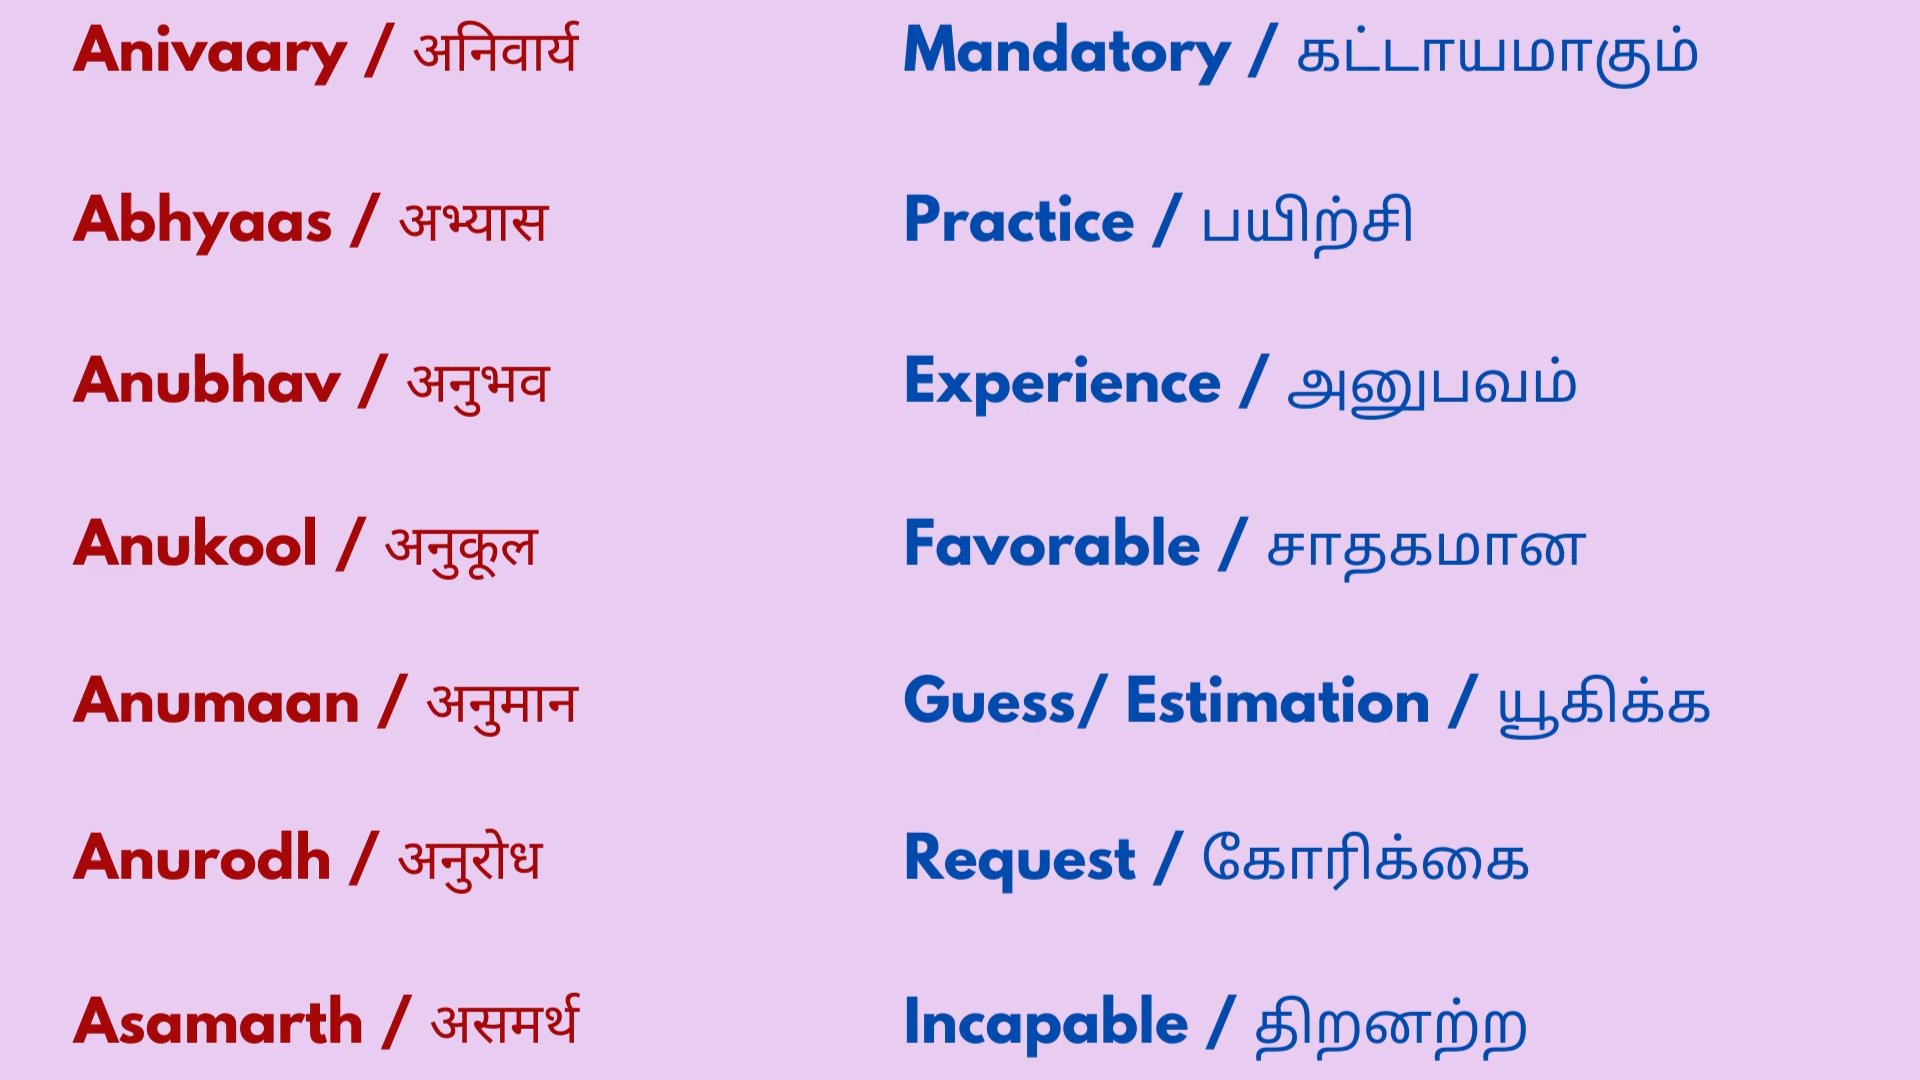 Anivaary / अनिवार्य Mandatory / கட்டாயமாகும்
Abhyaas / अभ्यास Practice / பயிற்சி
Anubhav / अनुभव Experience / அனுபவம்
Anukool / अनुकूल Favorable / சாதகமான
Anumaan / अनुमान Guess/ Estimation / யூகிக்க
Anurodh / अनुरोध Request / கோரிக்கை
Asamarth / असमर्थ Incapable / திறனற்ற